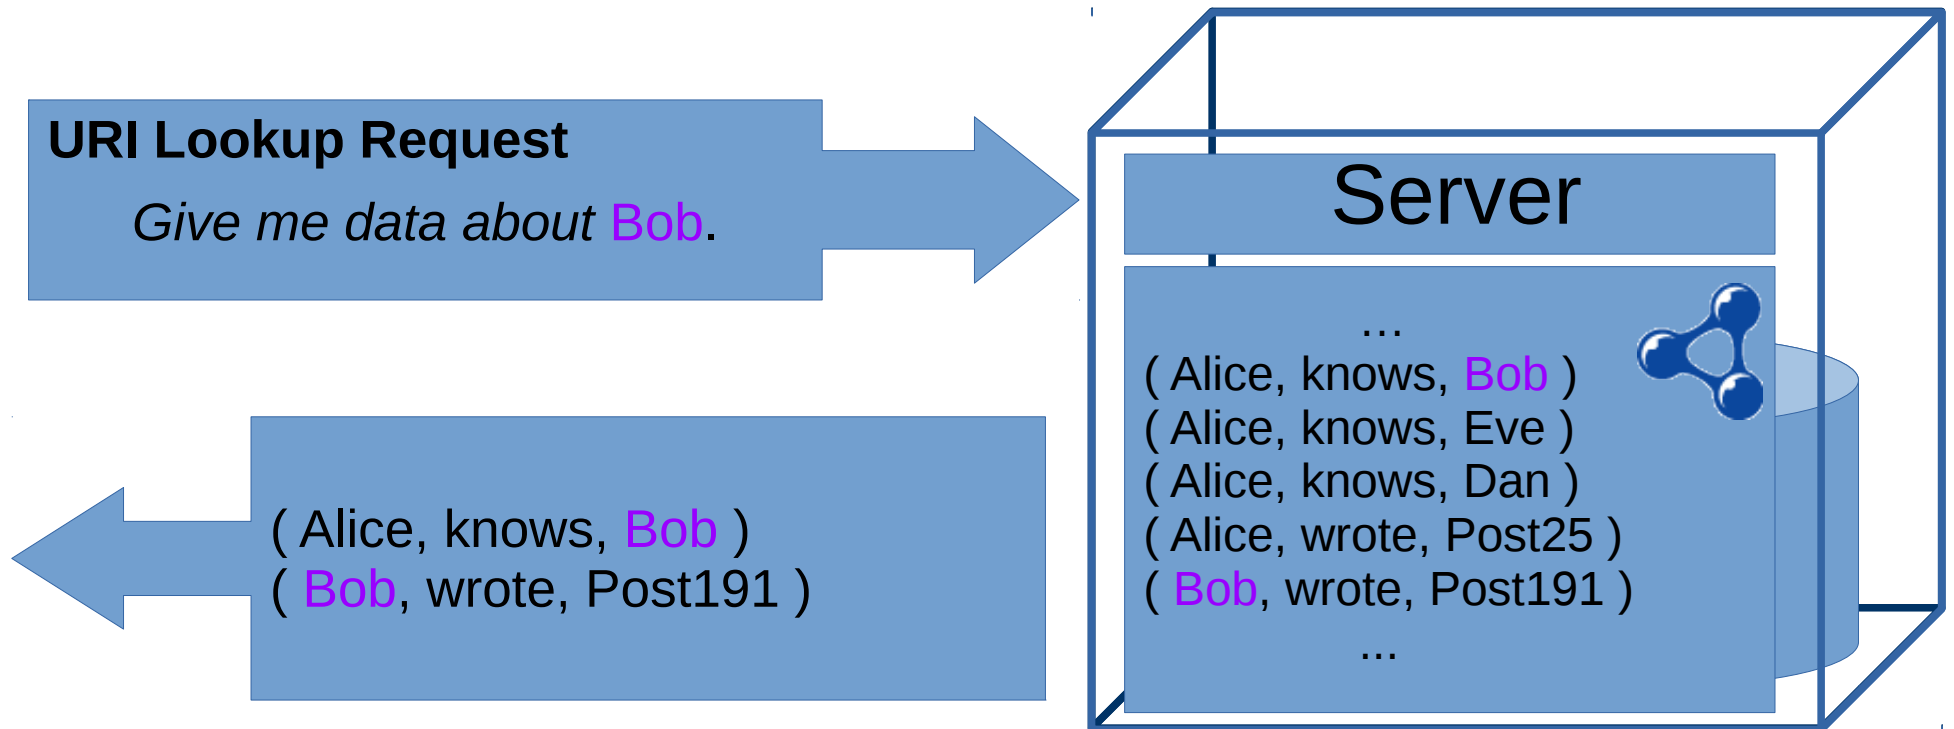 URI Lookup Request
Give me data about Bob.
Server
...
( Alice, knows, Bob )
( Alice, knows, Eve )
( Alice, knows, Dan )
( Alice, wrote, Post25 )
( Bob, wrote, Post191 )
...
( Alice, knows, Bob )
( Bob, wrote, Post191 )